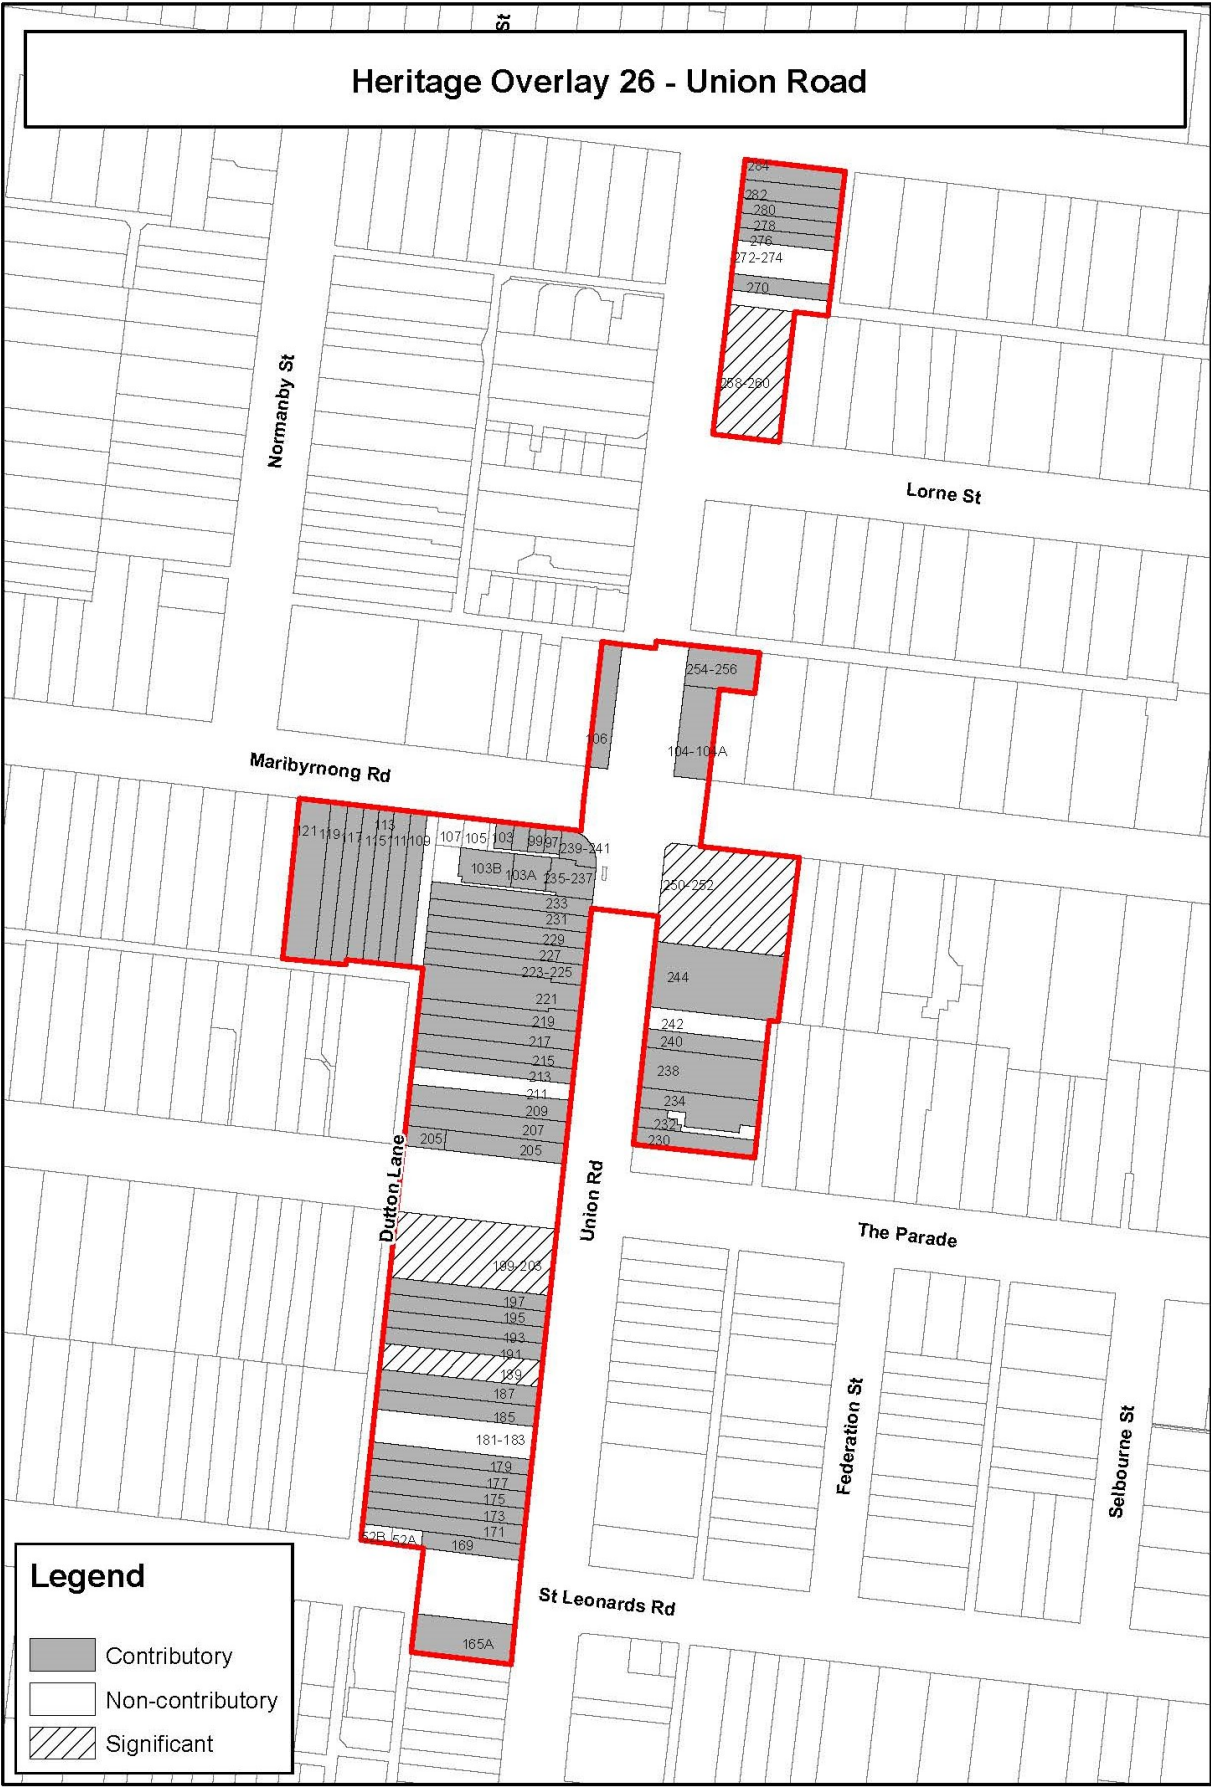 St
Heritage Overlay 26 - Union Road
284
282
280
278
276
272-274
270
258-260
Normanby St
Lorne St
254-256
106
104-104A
Maribyrnong Rd
121
119
117
115
113
111
109
107
105
103
99
97
239-241
103B
103A
235-237
250-252
233
231
229
227
223-225
221
219
217
215
213
211
209
207
205
205
244
242
240
238
234
232
230
Dutton Lane
Union Rd
The Parade
199-203
197
195
193
191
189
187
185
181-183
179
177
175
173
171
169
52B
52A
165A
Federation St
Selbourne St
St Leonards Rd
Legend
Contributory
Non-contributory
Significant